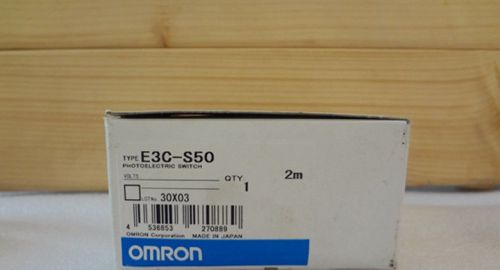 TYPE E3C-S50
PHOTOELECTRIC SWITCH
VOLTS QTY 1 2m
LOT No. 30X03
4 536853 270889
OMRON Corporation MADE IN JAPAN
OMRON